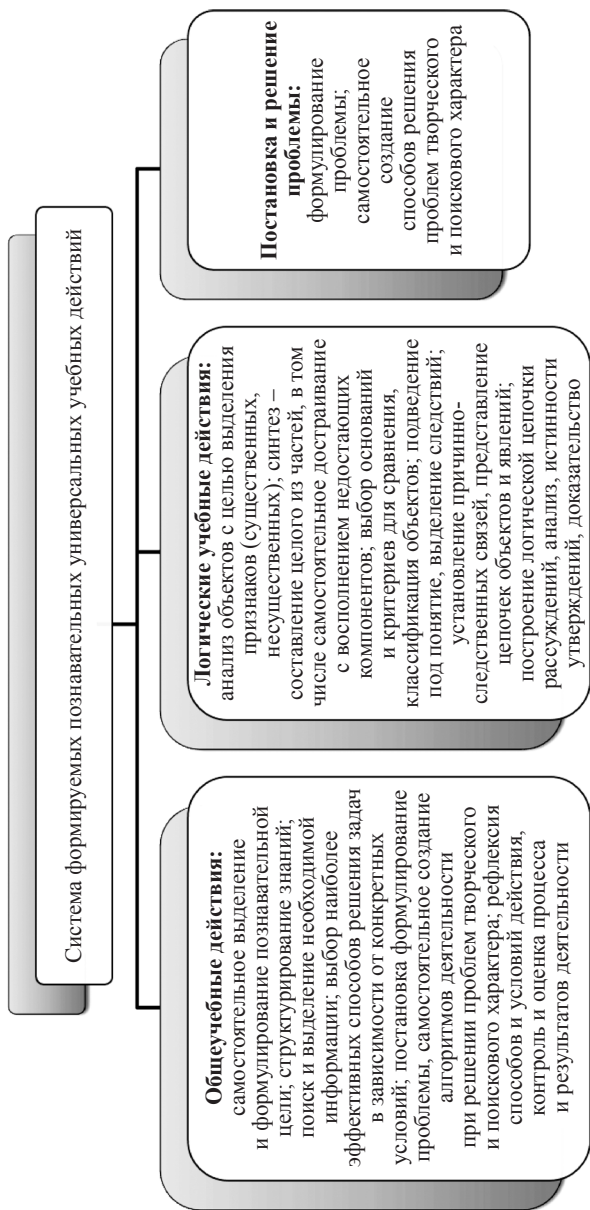 Система формируемых познавательных универсальных учебных действий
Общеучебные действия:
самостоятельное выделение
и формулирование познавательной
цели; структурирование знаний;
поиск и выделение необходимой
информации; выбор наиболее
эффективных способов решения задач
в зависимости от конкретных
условий; постановка формулирование
проблемы, самостоятельное создание
алгоритмов деятельности
при решении проблем творческого
и поискового характера; рефлексия
способов и условий действия,
контроль и оценка процесса
и результатов деятельности
Логические учебные действия:
анализ объектов с целью выделения
признаков (существенных,
несущественных); синтез –
составление целого из частей, в том
числе самостоятельное достраивание
с восполнением недостающих
компонентов; выбор оснований
и критериев для сравнения,
классификация объектов; подведение
под понятие, выделение следствий;
установление причинно-
следственных связей, представление
цепочек объектов и явлений;
построение логической цепочки
рассуждений, анализ, истинности
утверждений, доказательство
Постановка и решение
проблемы:
формулирование
проблемы;
самостоятельное
создание
способов решения
проблем творческого
и поискового характера